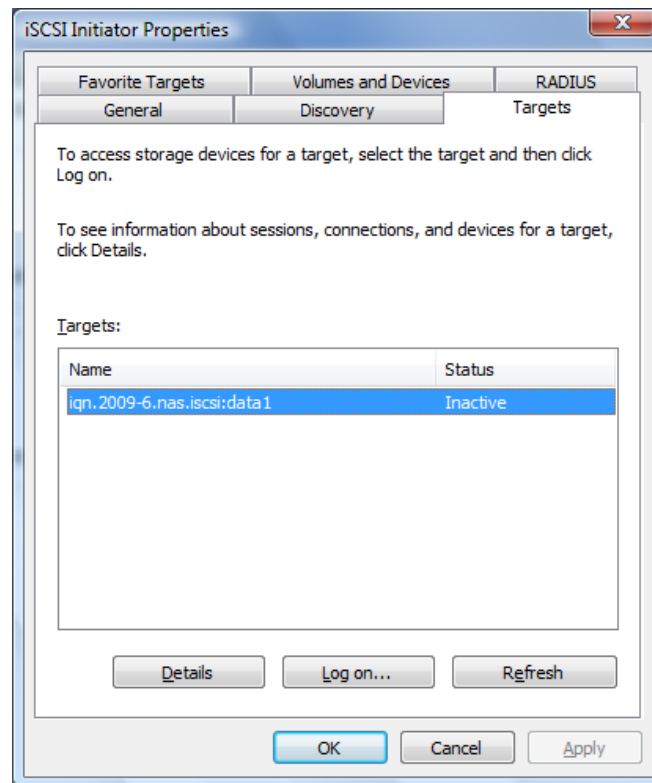 iSCSI Initiator Properties
Favorite Targets Volumes and Devices RADIUS
General Discovery Targets
To access storage devices for a target, select the target and then click
Log on.
To see information about sessions, connections, and devices for a target,
click Details.
Targets:
Name Status
iqn.2009-6.nas.iscsi:data1 Inactive
Details Log on... Refresh
OK Cancel Apply